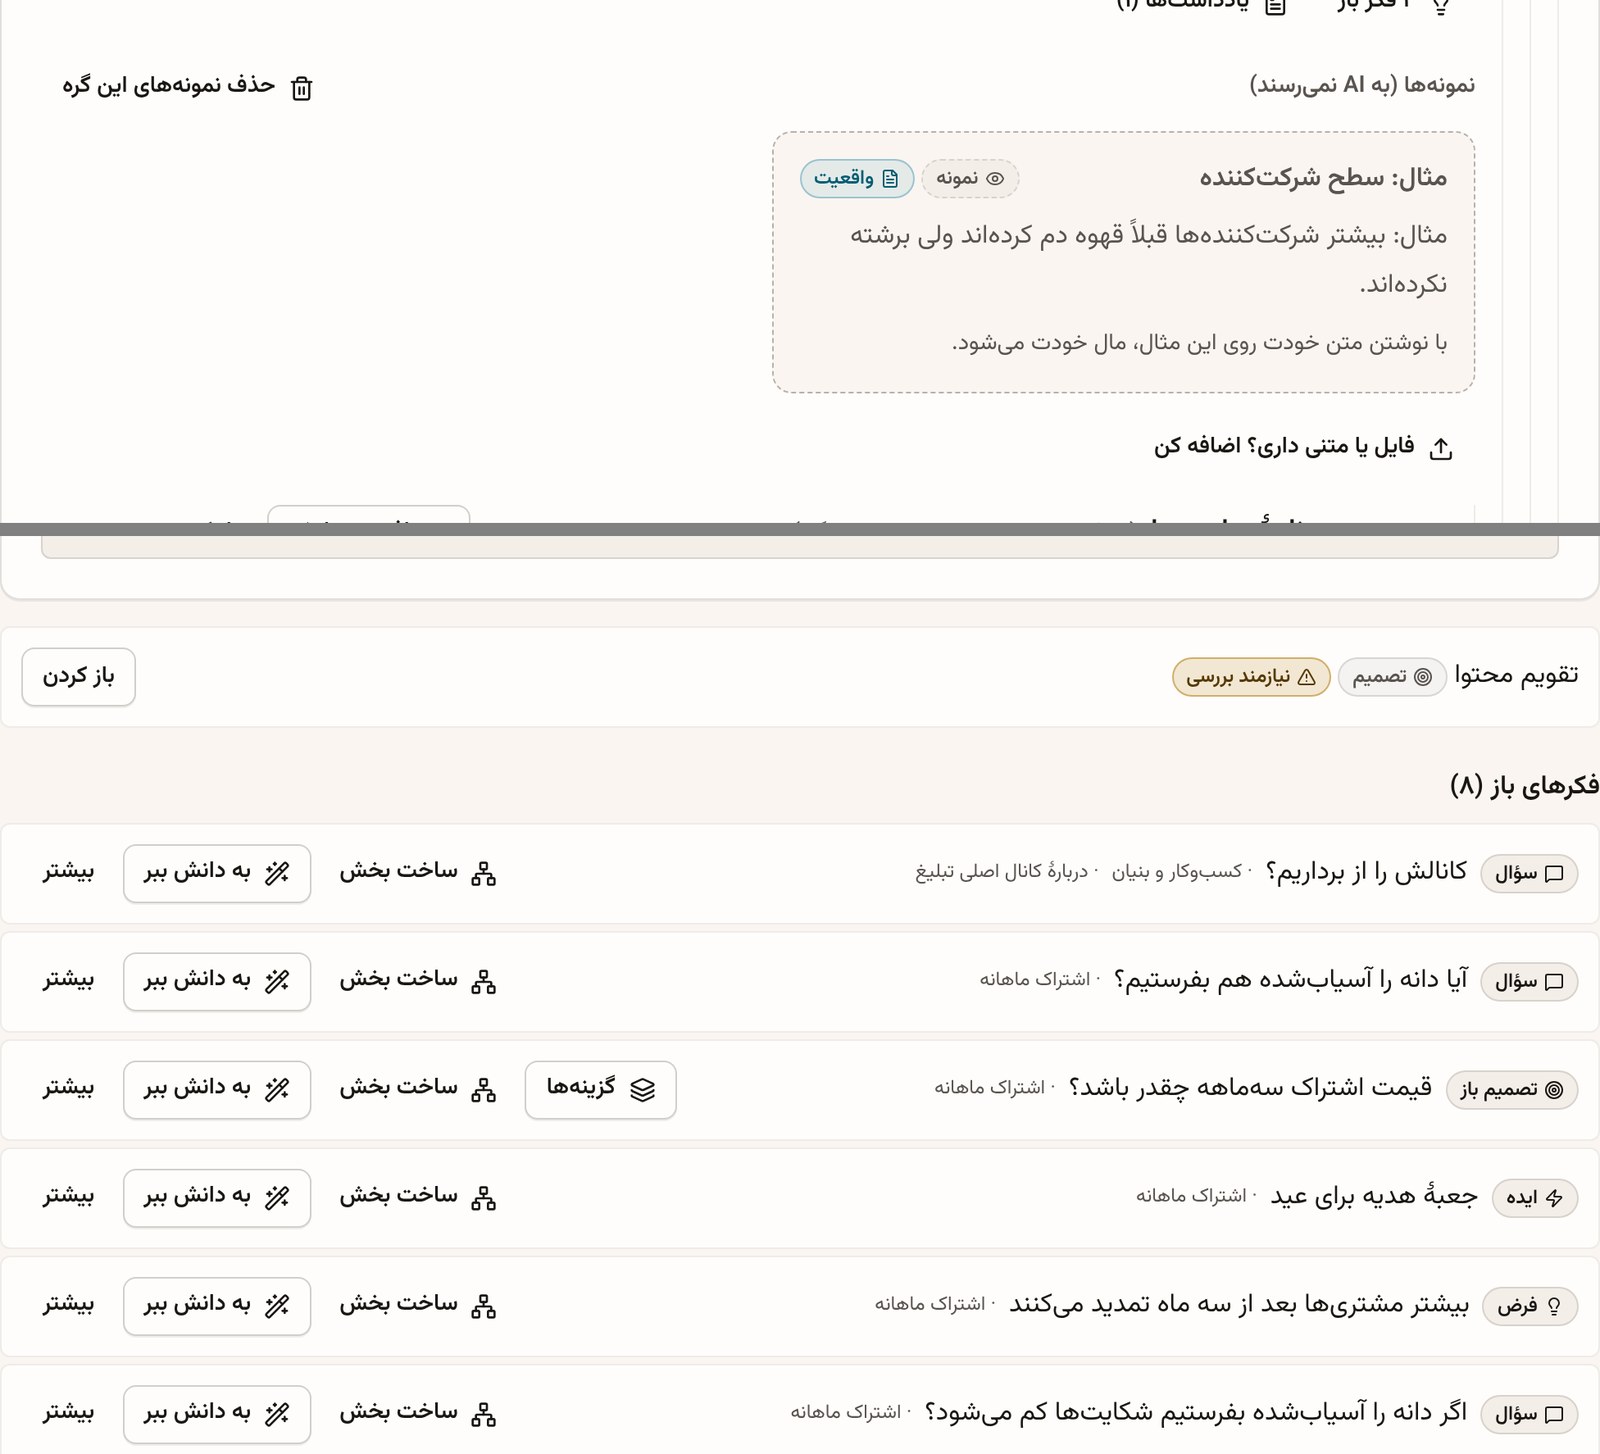 ۲ فکر باز یادداشت‌ها (۱)
نمونه‌ها (به AI نمی‌رسند) حذف نمونه‌های این گره
مثال: سطح شرکت‌کننده نمونه واقعیت
مثال: بیشتر شرکت‌کننده‌ها قبلاً قهوه دم کرده‌اند ولی برشته
نکرده‌اند.
با نوشتن متن خودت روی این مثال، مال خودت می‌شود.
فایل یا متنی داری؟ اضافه کن
تقویم محتوا تصمیم نیازمند بررسی باز کردن
فکرهای باز (۸)
سؤال کانالش را از برداریم؟ · کسب‌وکار و بنیان · دربارهٔ کانال اصلی تبلیغ ساخت بخش به دانش ببر بیشتر
سؤال آیا دانه را آسیاب‌شده هم بفرستیم؟ · اشتراک ماهانه ساخت بخش به دانش ببر بیشتر
تصمیم باز قیمت اشتراک سه‌ماهه چقدر باشد؟ · اشتراک ماهانه گزینه‌ها ساخت بخش به دانش ببر بیشتر
ایده جعبهٔ هدیه برای عید · اشتراک ماهانه ساخت بخش به دانش ببر بیشتر
فرض بیشتر مشتری‌ها بعد از سه ماه تمدید می‌کنند · اشتراک ماهانه ساخت بخش به دانش ببر بیشتر
سؤال اگر دانه را آسیاب‌شده بفرستیم شکایت‌ها کم می‌شود؟ · اشتراک ماهانه ساخت بخش به دانش ببر بیشتر